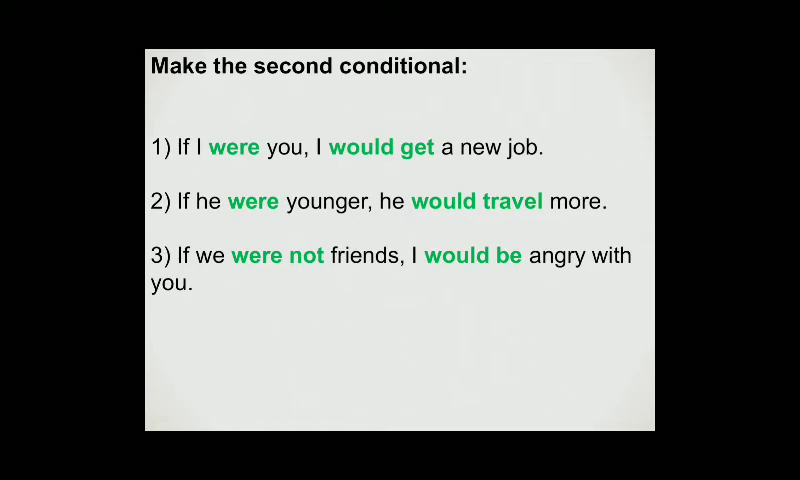 Make the second conditional:
1) If I were you, I would get a new job.
2) If he were younger, he would travel more.
3) If we were not friends, I would be angry with
you.